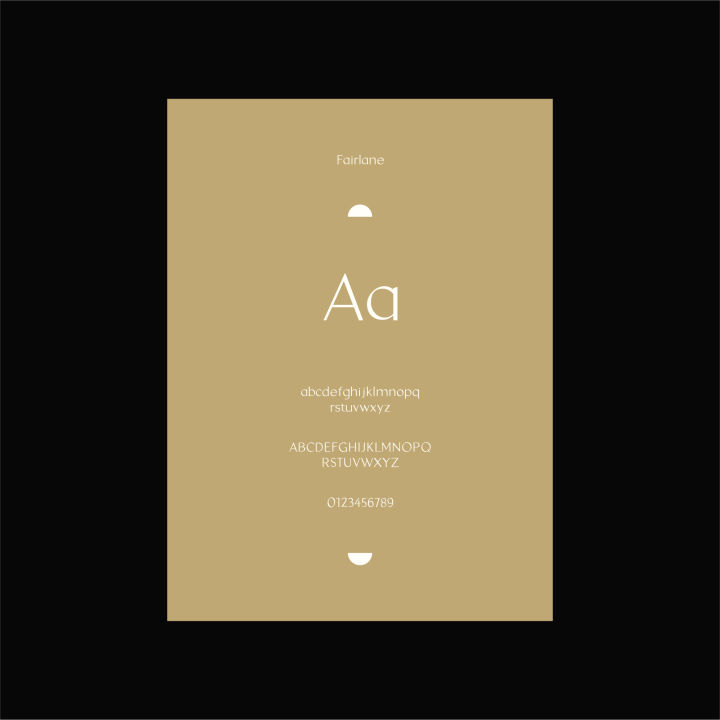 Fairlane
Aa
abcdefghijklmnopq
rstuvwxyz
ABCDEFGHIJKLMNOPQ
RSTUVWXYZ
0123456789